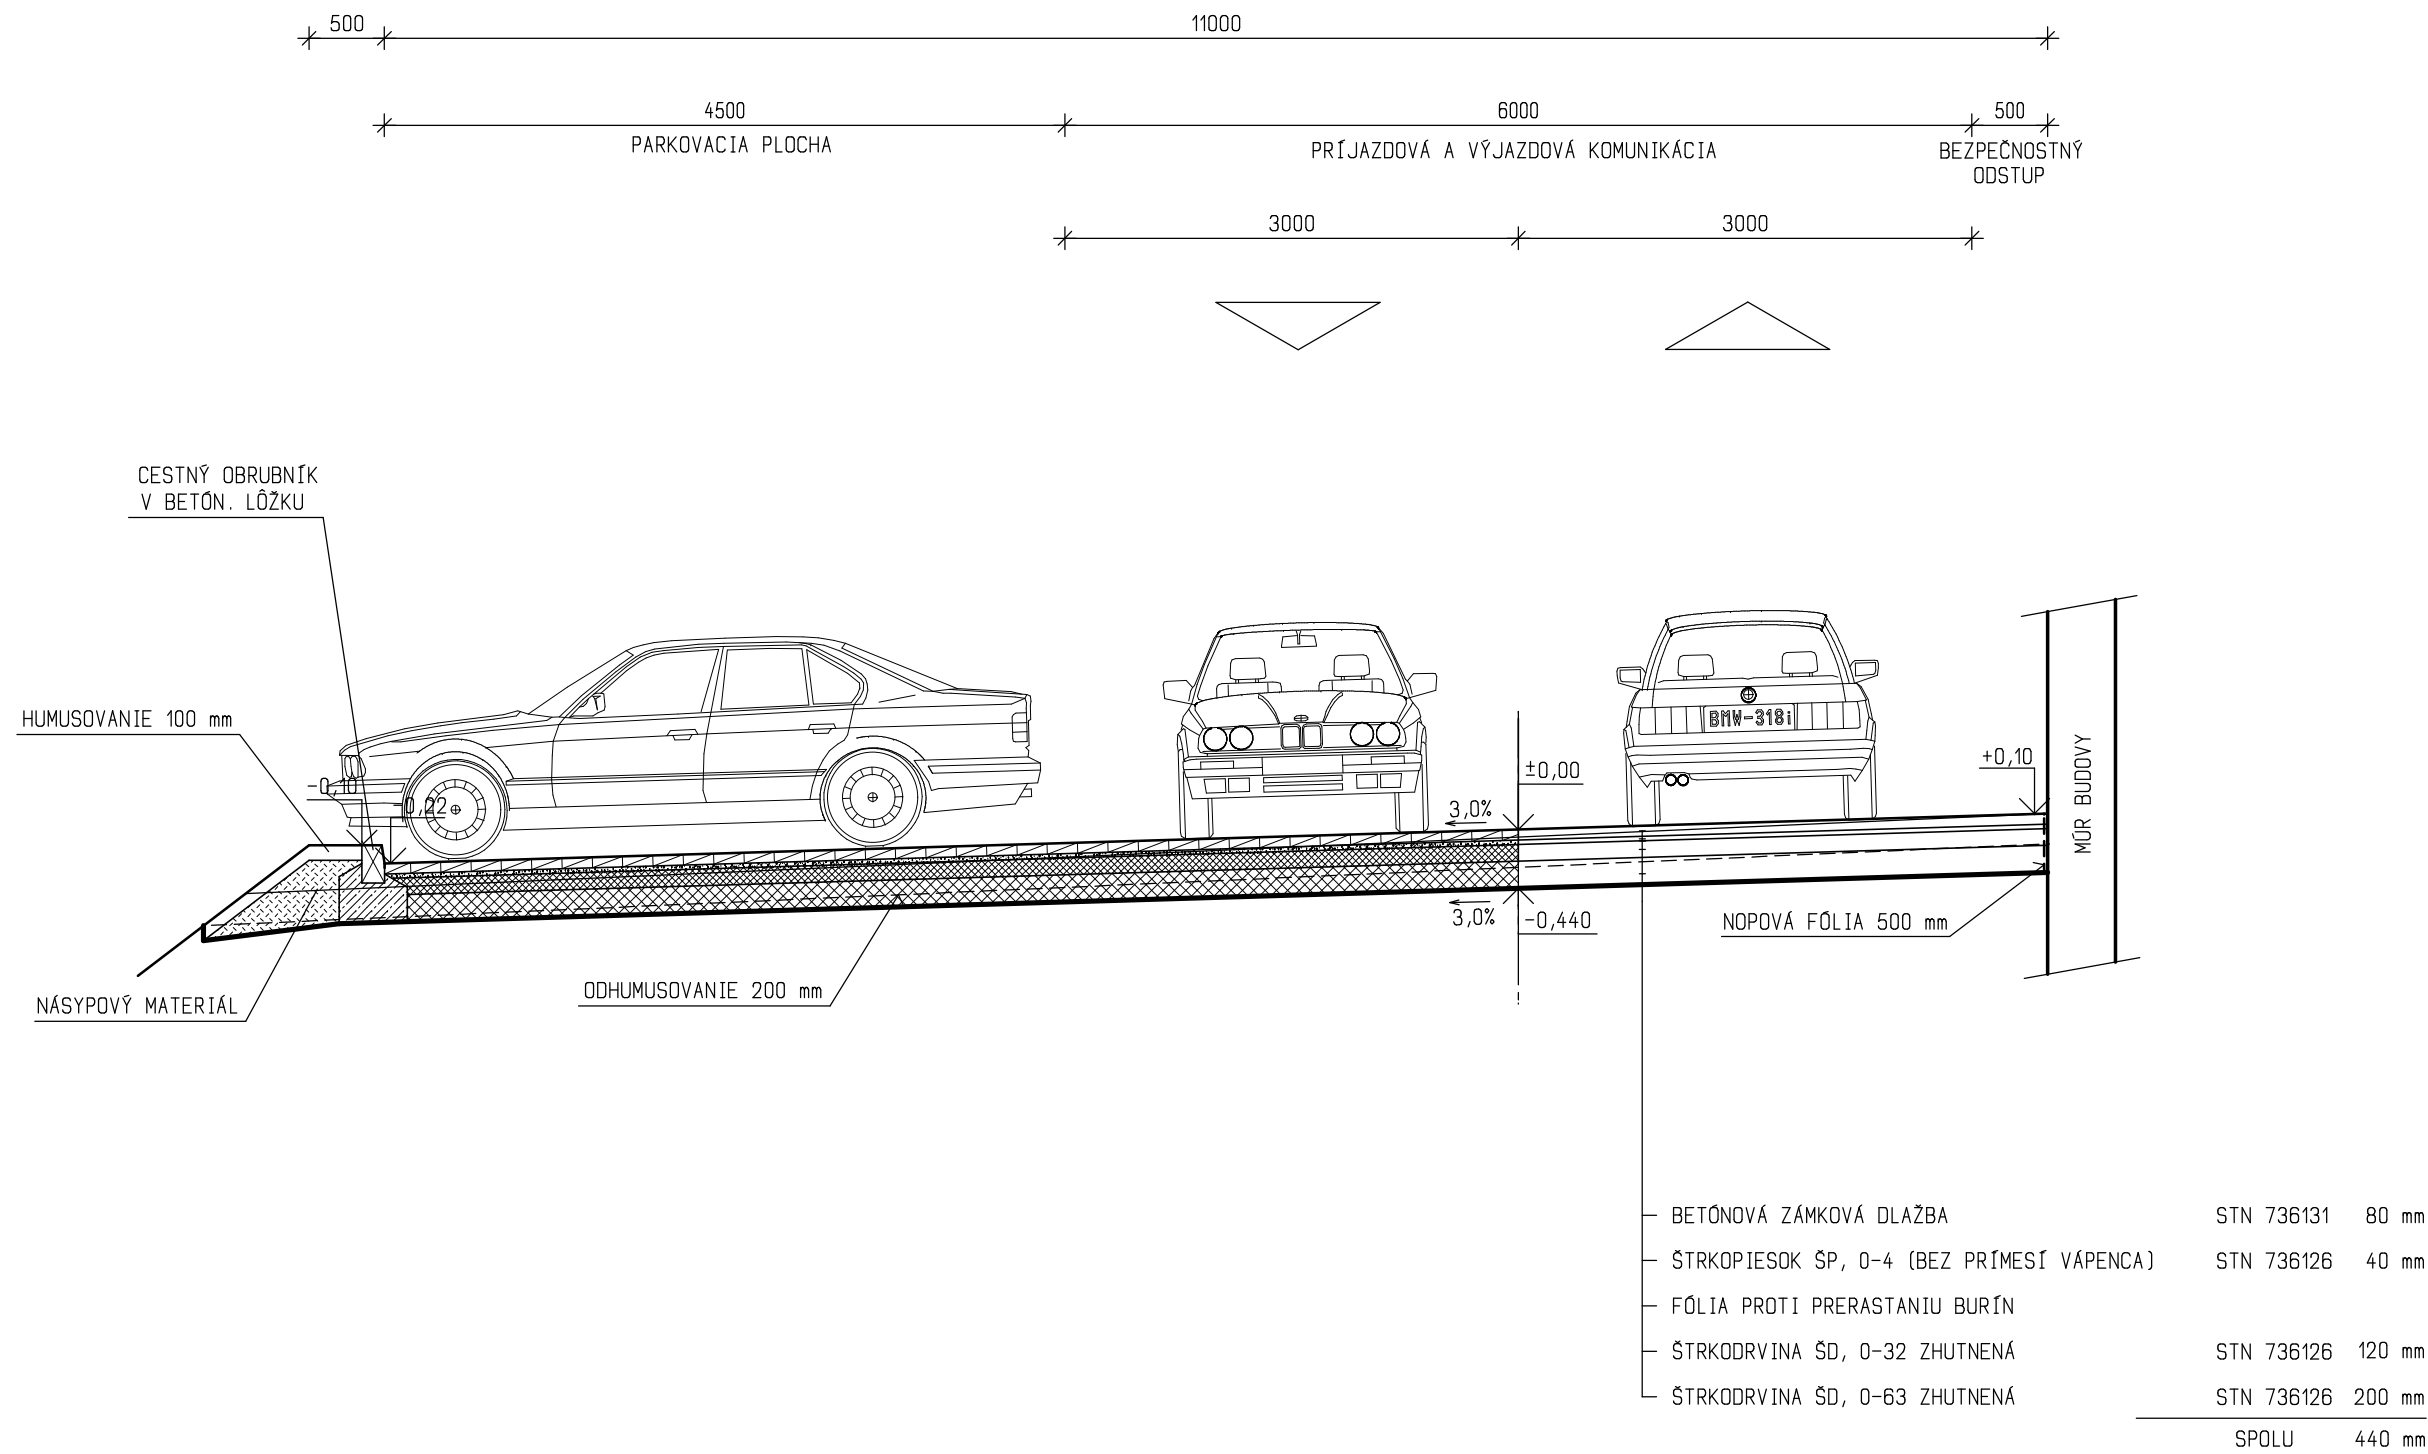 500
11000
4500
6000
500
PARKOVACIA PLOCHA
PRÍJAZDOVÁ A VÝJAZDOVÁ KOMUNIKÁCIA
BEZPEČNOSTNÝ
ODSTUP
3000
3000
CESTNÝ OBRUBNÍK
V BETÓN. LÔŽKU
HUMUSOVANIE 100 mm
BMW-318i
MÚR BUDOVY
+0,10
±0,00
-0,10
-0,22
3,0%
3,0%
-0,440
NOPOVÁ FÓLIA 500 mm
ODHUMUSOVANIE 200 mm
NÁSYPOVÝ MATERIÁL
BETÓNOVÁ ZÁMKOVÁ DLAŽBA STN 736131 80 mm
ŠTRKOPIESOK ŠP, 0-4 (BEZ PRÍMESÍ VÁPENCA) STN 736126 40 mm
FÓLIA PROTI PRERASTANIU BURÍN
ŠTRKODRVINA ŠD, 0-32 ZHUTNENÁ STN 736126 120 mm
ŠTRKODRVINA ŠD, 0-63 ZHUTNENÁ STN 736126 200 mm
SPOLU 440 mm